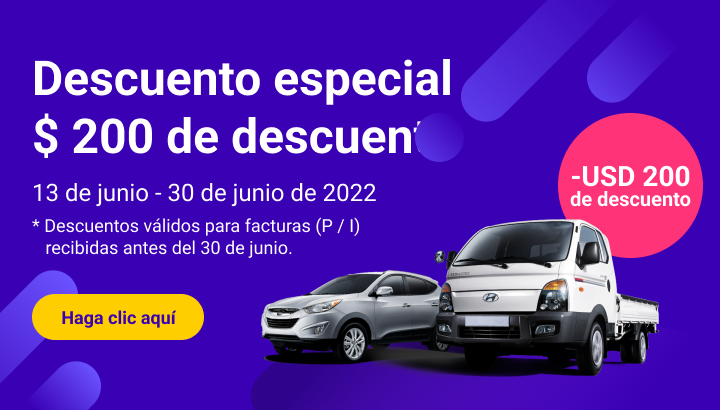 Descuento especial
$ 200 de descuent
13 de junio - 30 de junio de 2022
* Descuentos válidos para facturas (P / I)
recibidas antes del 30 de junio.
Haga clic aquí
-USD 200
de descuento